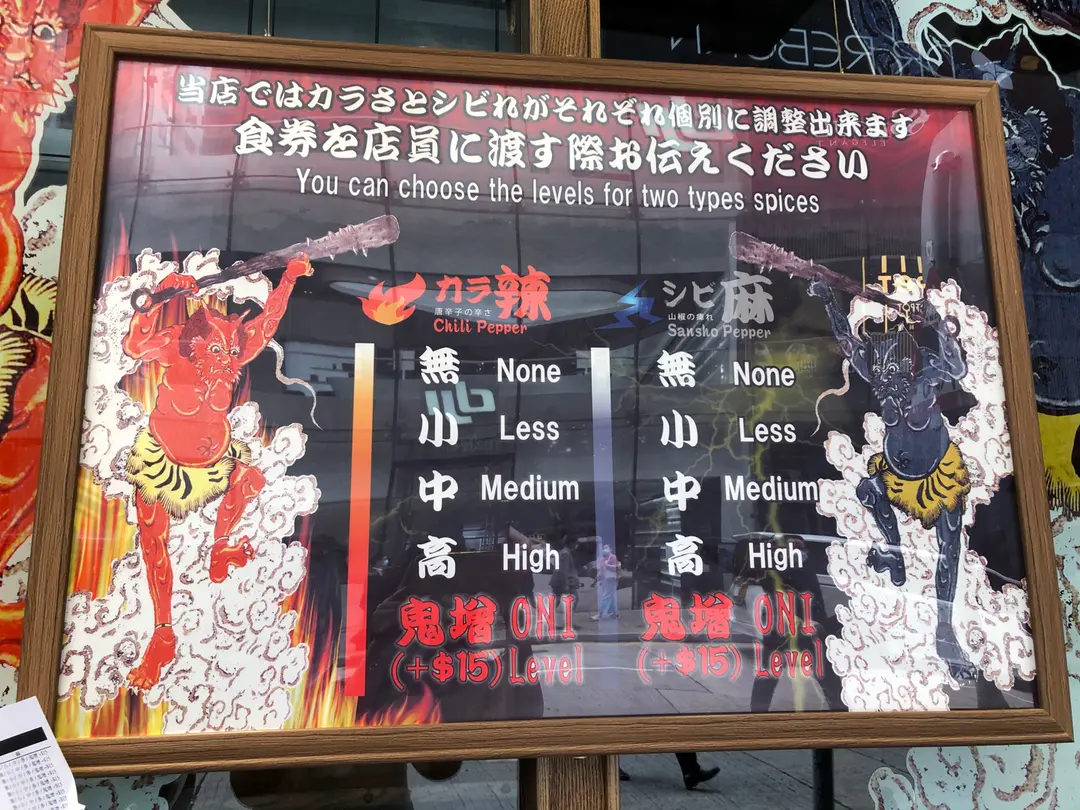 REBORN
当店ではカラさとシビれがそれぞれ個別に調整出来ます
食券を店員に渡す際お伝えください
You can choose the levels for two types spices
カラ 辣
唐辛子の辛さ
Chili Pepper
シビ 麻
山椒の痺れ
Sansho Pepper
無 None
小 Less
中 Medium
高 High
鬼増 ONI
(+$15) Level
無 None
小 Less
中 Medium
高 High
鬼増 ONI
(+$15) Level